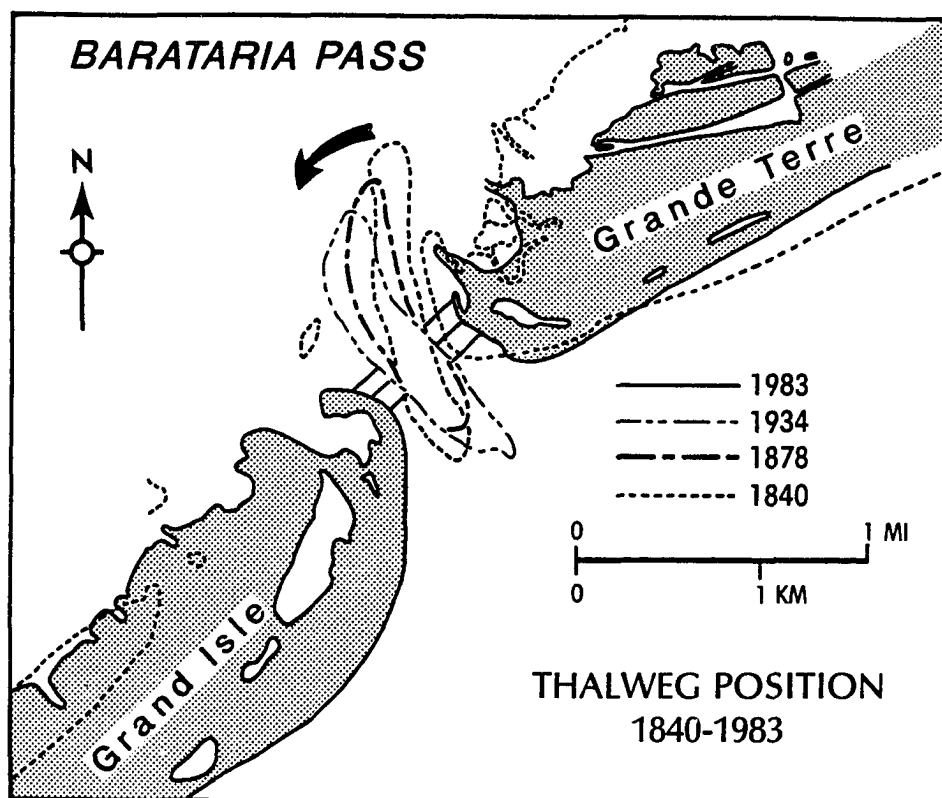 BARATARIA PASS
N
Grande Terre
1983
1934
1878
1840
0 1 MI
0 1 KM
Grand Isle
THALWEG POSITION
1840-1983